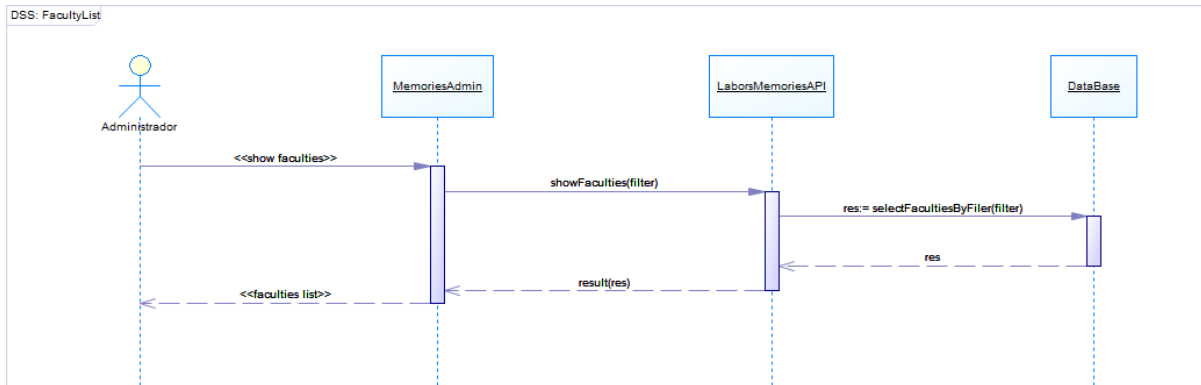 DSS: FacultyList
MemoriesAdmin
LaborsMemoriesAPI
DataBase
Administrador
<<show faculties>>
showFaculties(filter)
res:= selectFacultiesByFiler(filter)
res
result(res)
<<faculties list>>